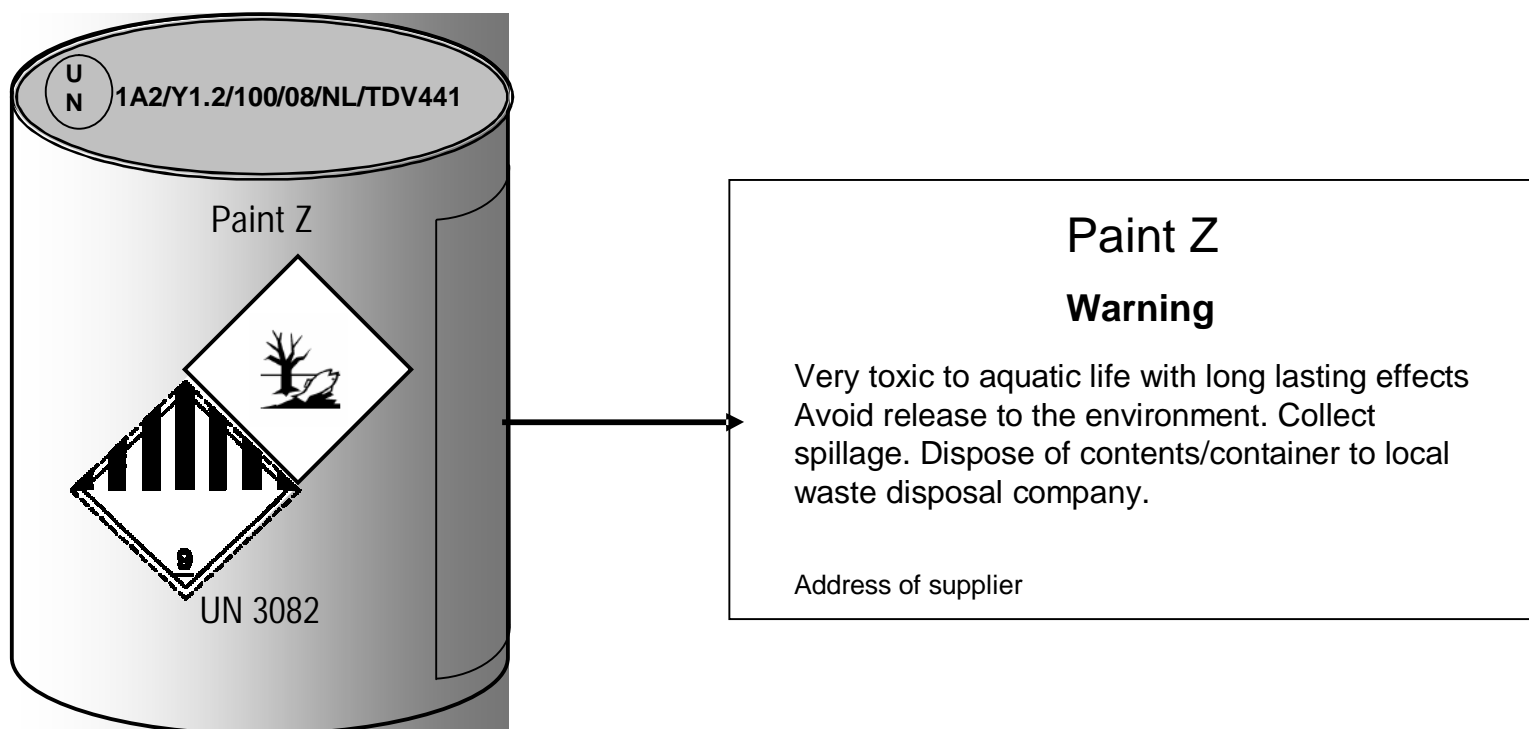 U
N
1A2/Y1.2/100/08/NL/TDV441
Paint Z
9
UN 3082
Paint Z
Warning
Very toxic to aquatic life with long lasting effects
Avoid release to the environment. Collect
spillage. Dispose of contents/container to local
waste disposal company.
Address of supplier